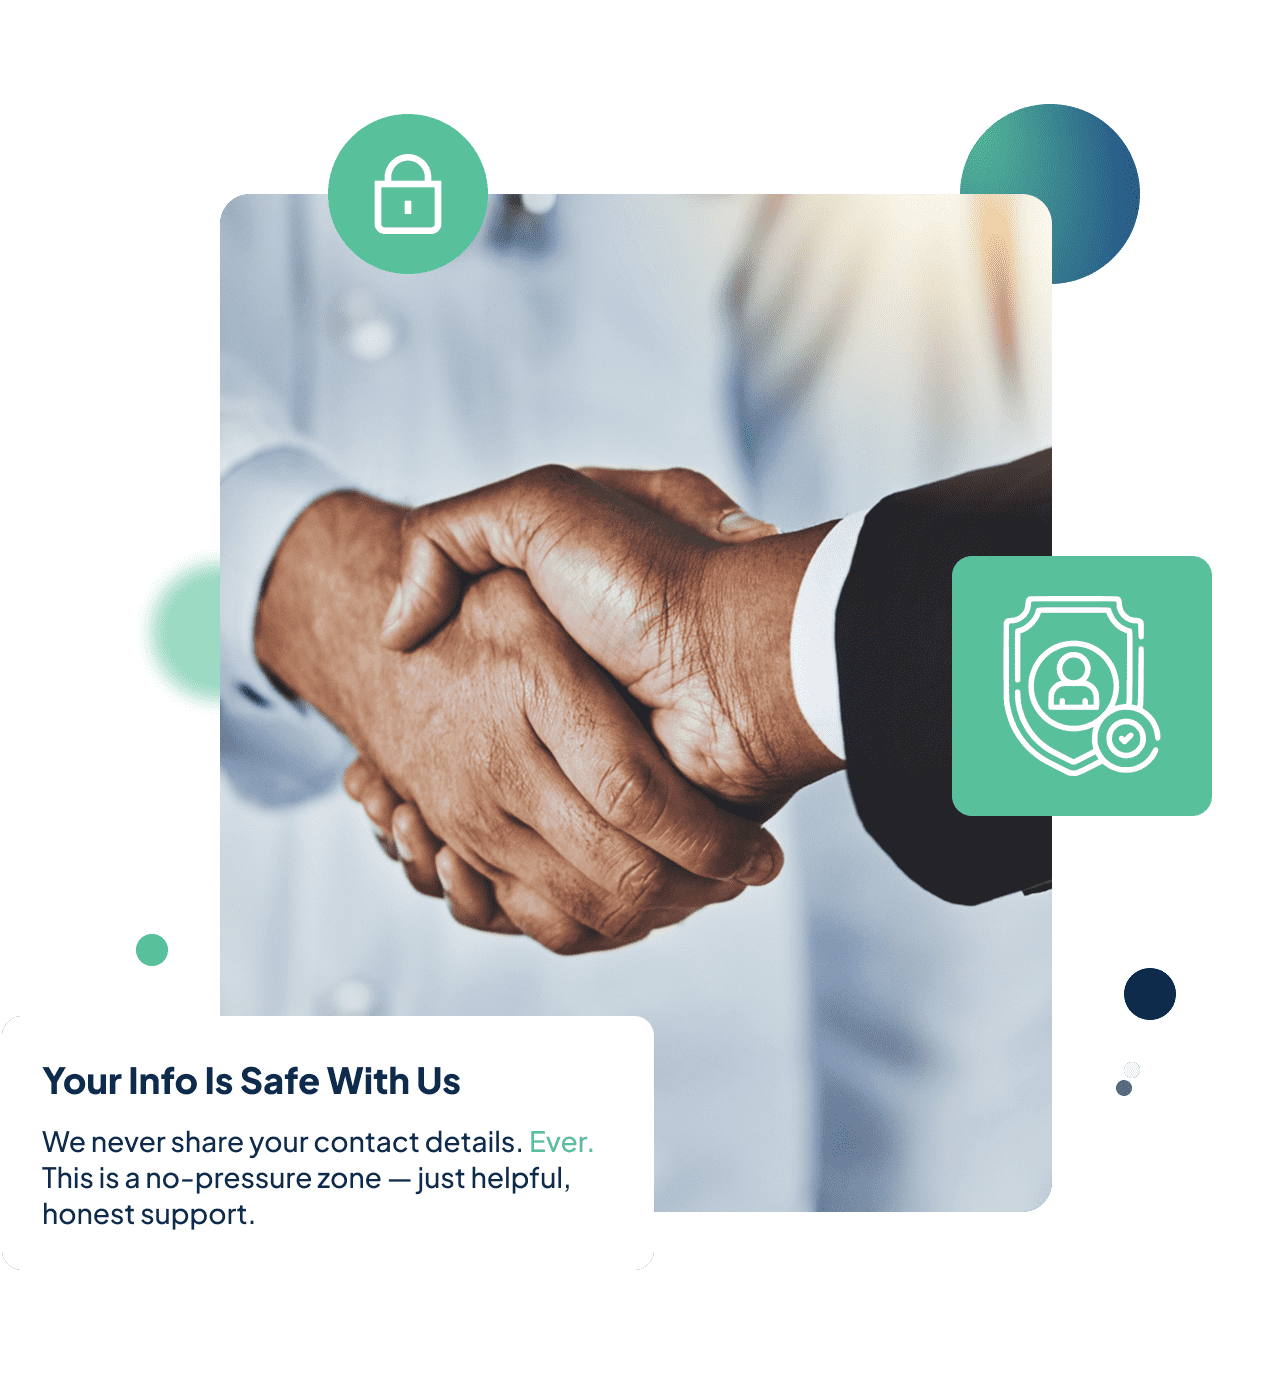 Your Info Is Safe With Us
We never share your contact details. Ever.
This is a no-pressure zone — just helpful,
honest support.